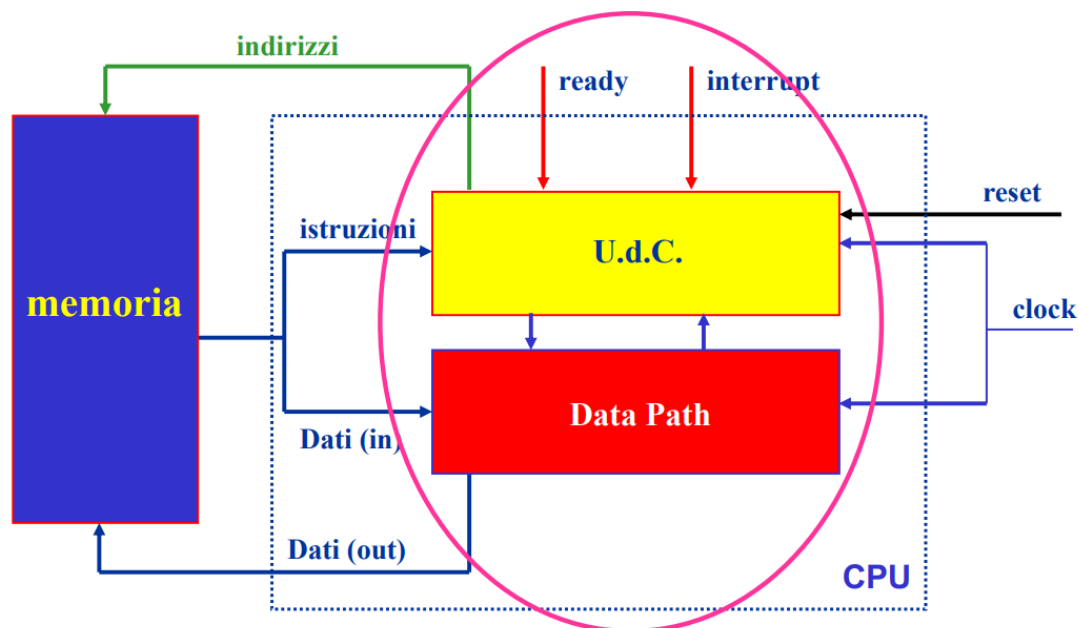 indirizzi
ready
interrupt
reset
istruzioni
U.d.C.
memoria
clock
Data Path
Dati (in)
Dati (out)
CPU